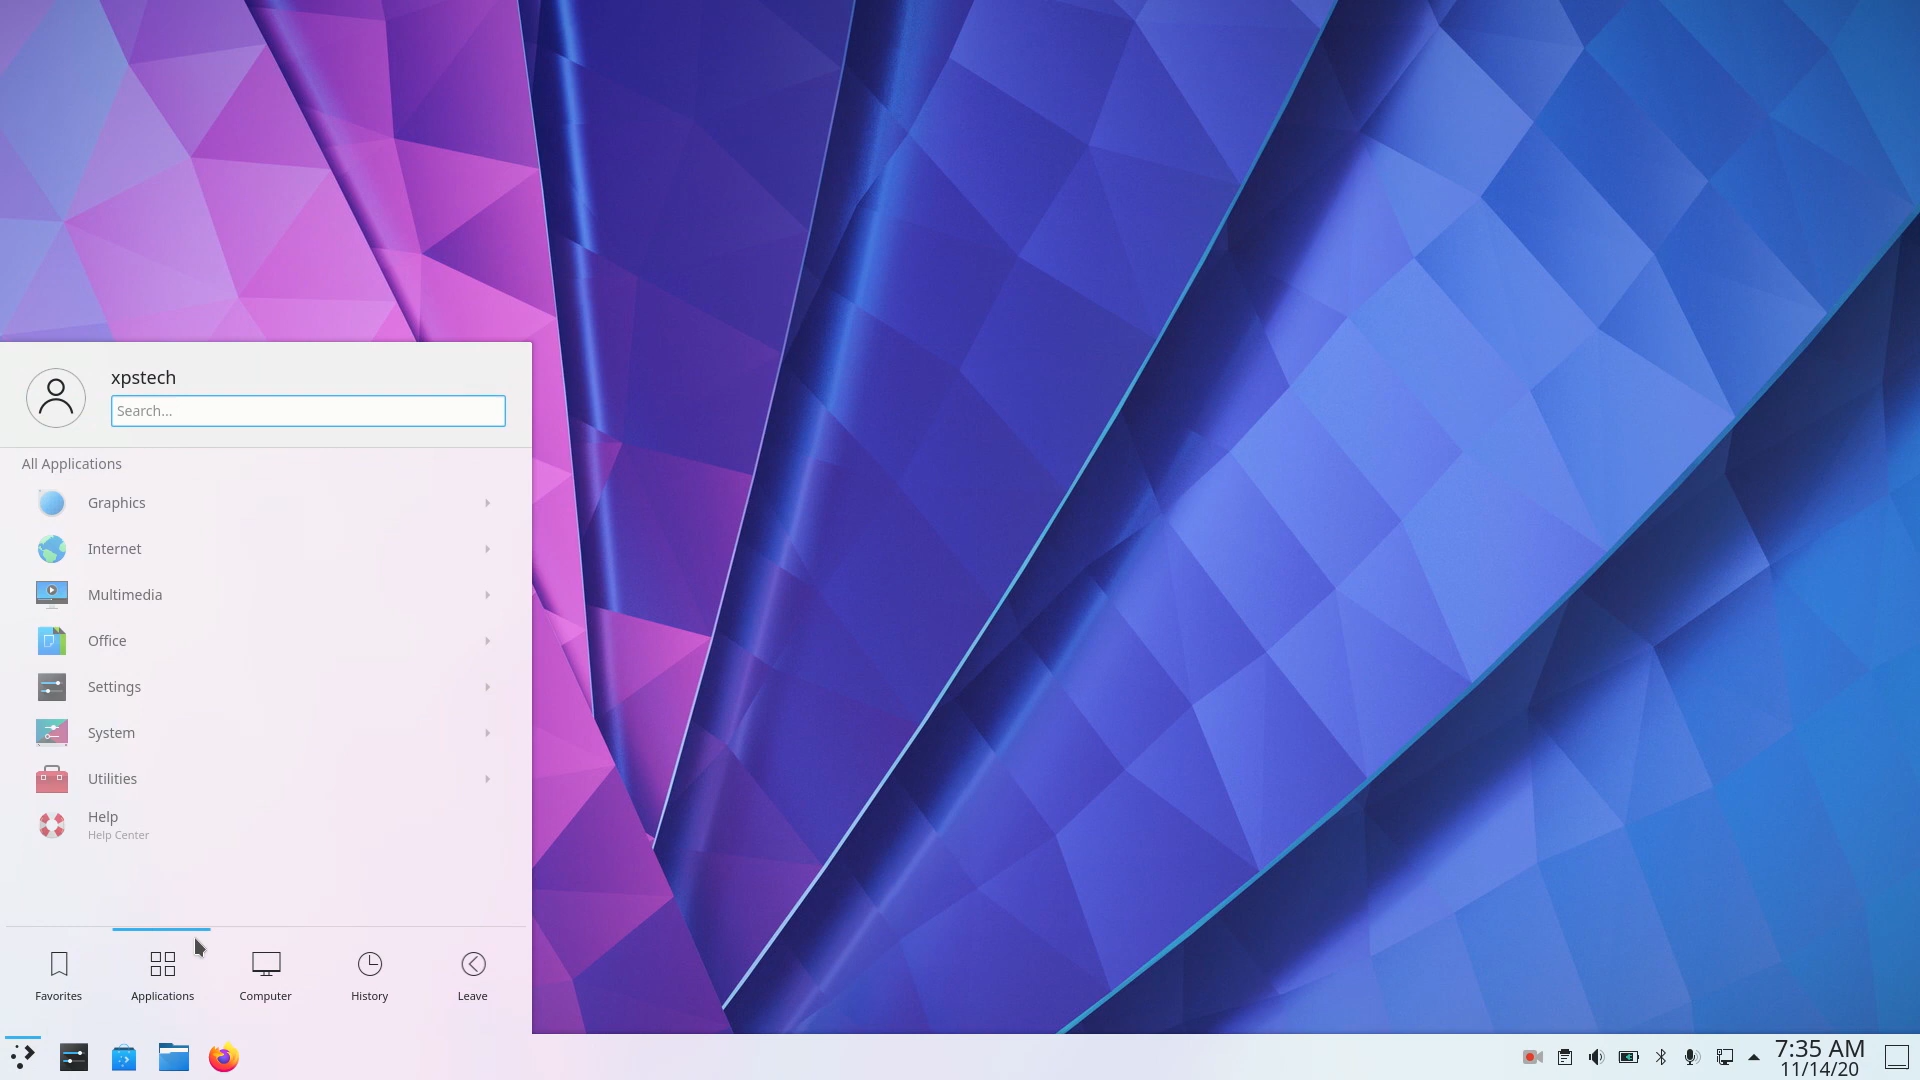 xpstech
Search...
All Applications
Graphics
Internet
Multimedia
Office
Settings
System
Utilities
Help
Help Center
Favorites
Applications
Computer
History
Leave
7:35 AM
11/14/20